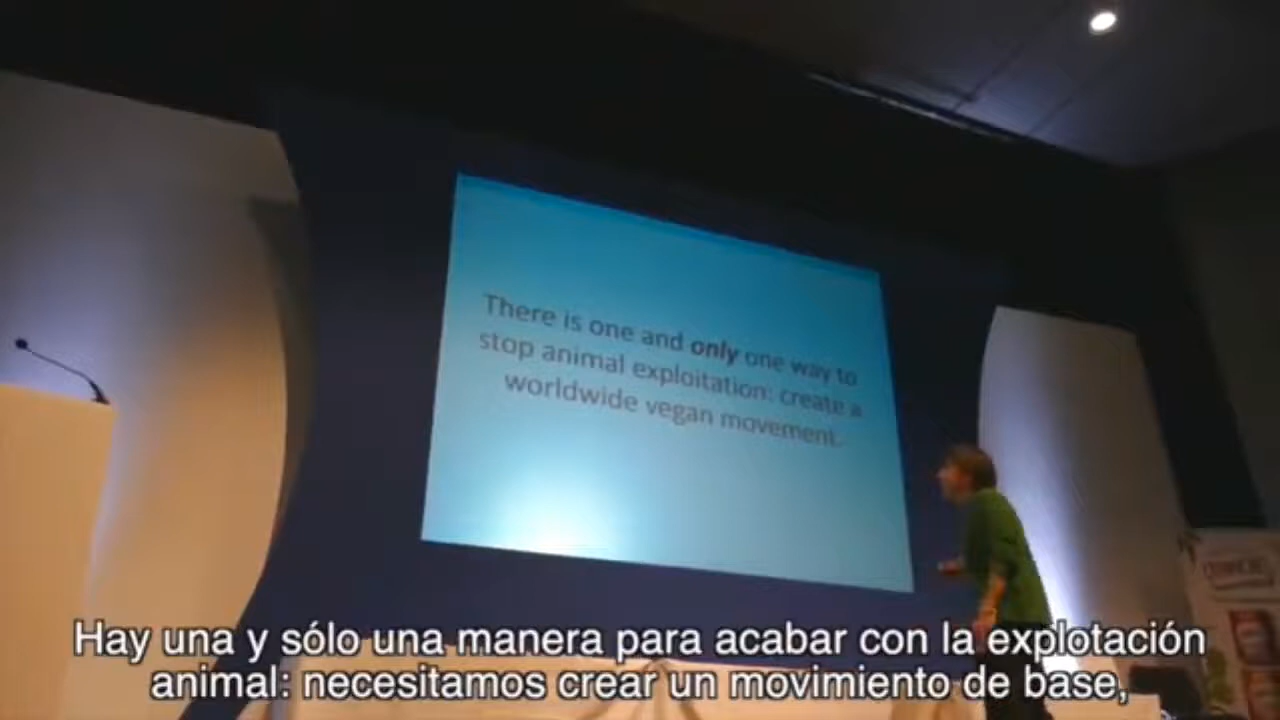 There is one and only one way to
stop animal exploitation: create a
worldwide vegan movement.
Hay una y sólo una manera para acabar con la explotación
animal: necesitamos crear un movimiento de base,